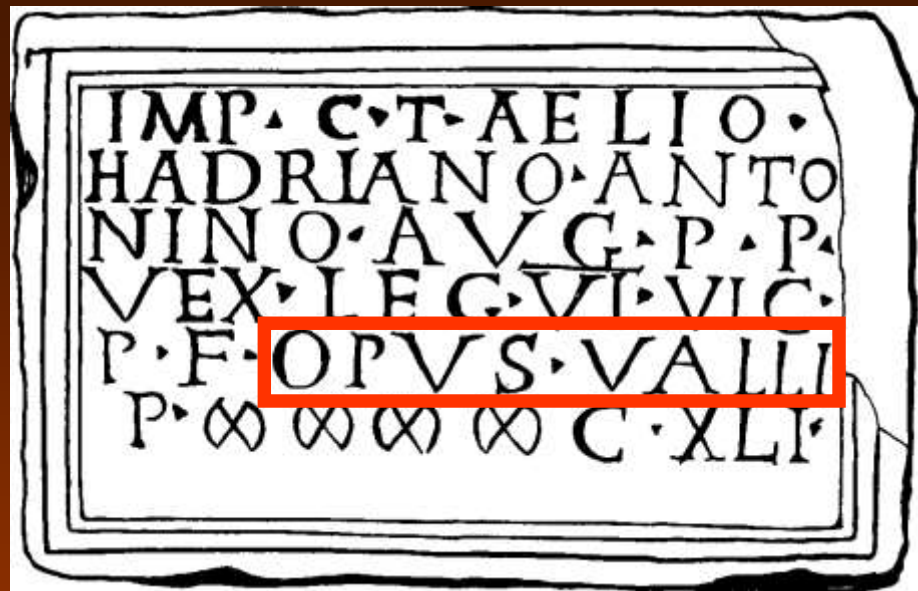 IMP · C · T · AELIO ·
HADRIANO · ANTO
NINO · AVG · P · P ·
VEX · LEG · VI · VIC ·
P · F · OPVS · VALLI
P · ↀ ↀ ↀ ↀ C · XLI ·